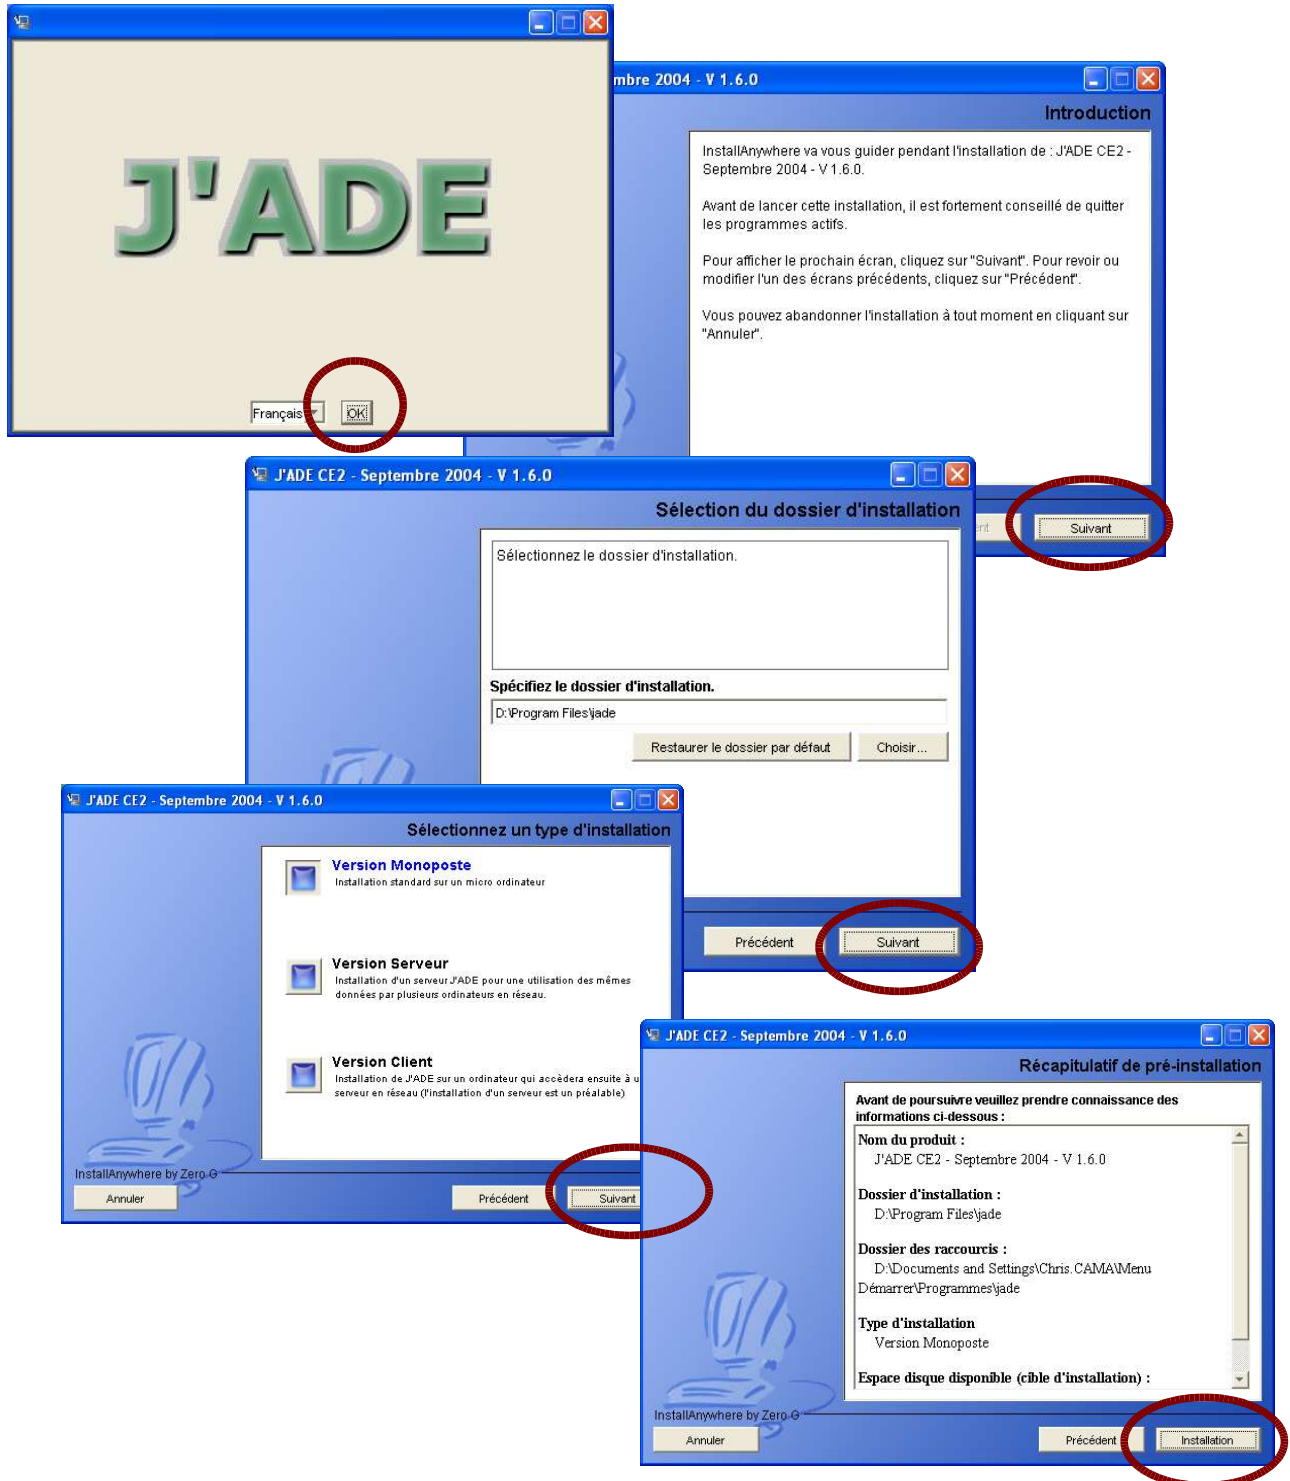 J'ADE
Français
OK
mbre 2004 - V 1.6.0
Introduction
InstallAnywhere va vous guider pendant l'installation de : J'ADE CE2 -
Septembre 2004 - V 1.6.0.
Avant de lancer cette installation, il est fortement conseillé de quitter
les programmes actifs.
Pour afficher le prochain écran, cliquez sur "Suivant". Pour revoir ou
modifier l'un des écrans précédents, cliquez sur "Précédent".
Vous pouvez abandonner l'installation à tout moment en cliquant sur
"Annuler".
ent
Suivant
J'ADE CE2 - Septembre 2004 - V 1.6.0
Sélection du dossier d'installation
Sélectionnez le dossier d'installation.
Spécifiez le dossier d'installation.
D:\Program Files\jade
Restaurer le dossier par défaut
Choisir...
Précédent
Suivant
J'ADE CE2 - Septembre 2004 - V 1.6.0
Sélectionnez un type d'installation
Version Monoposte
Installation standard sur un micro ordinateur
Version Serveur
Installation d'un serveur J'ADE pour une utilisation des mêmes
données par plusieurs ordinateurs en réseau.
Version Client
Installation de J'ADE sur un ordinateur qui accèdera ensuite à u
serveur en réseau (l'installation d'un serveur est un préalable)
InstallAnywhere by Zero G
Annuler
Précédent
Suivant
J'ADE CE2 - Septembre 2004 - V 1.6.0
Récapitulatif de pré-installation
Avant de poursuivre veuillez prendre connaissance des
informations ci-dessous :
Nom du produit :
J'ADE CE2 - Septembre 2004 - V 1.6.0
Dossier d'installation :
D:\Program Files\jade
Dossier des raccourcis :
D:\Documents and Settings\Chris.CAMA\Menu
Démarrer\Programmes\jade
Type d'installation
Version Monoposte
Espace disque disponible (cible d'installation) :
InstallAnywhere by Zero G
Annuler
Précédent
Installation